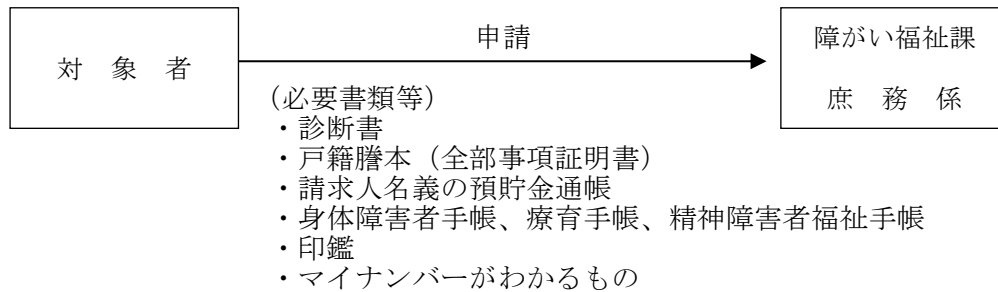 対　象　者
申請
障がい福祉課
庶　務　係
（必要書類等）
・診断書
・戸籍謄本（全部事項証明書）
・請求人名義の預貯金通帳
・身体障害者手帳、療育手帳、精神障害者福祉手帳
・印鑑
・マイナンバーがわかるもの